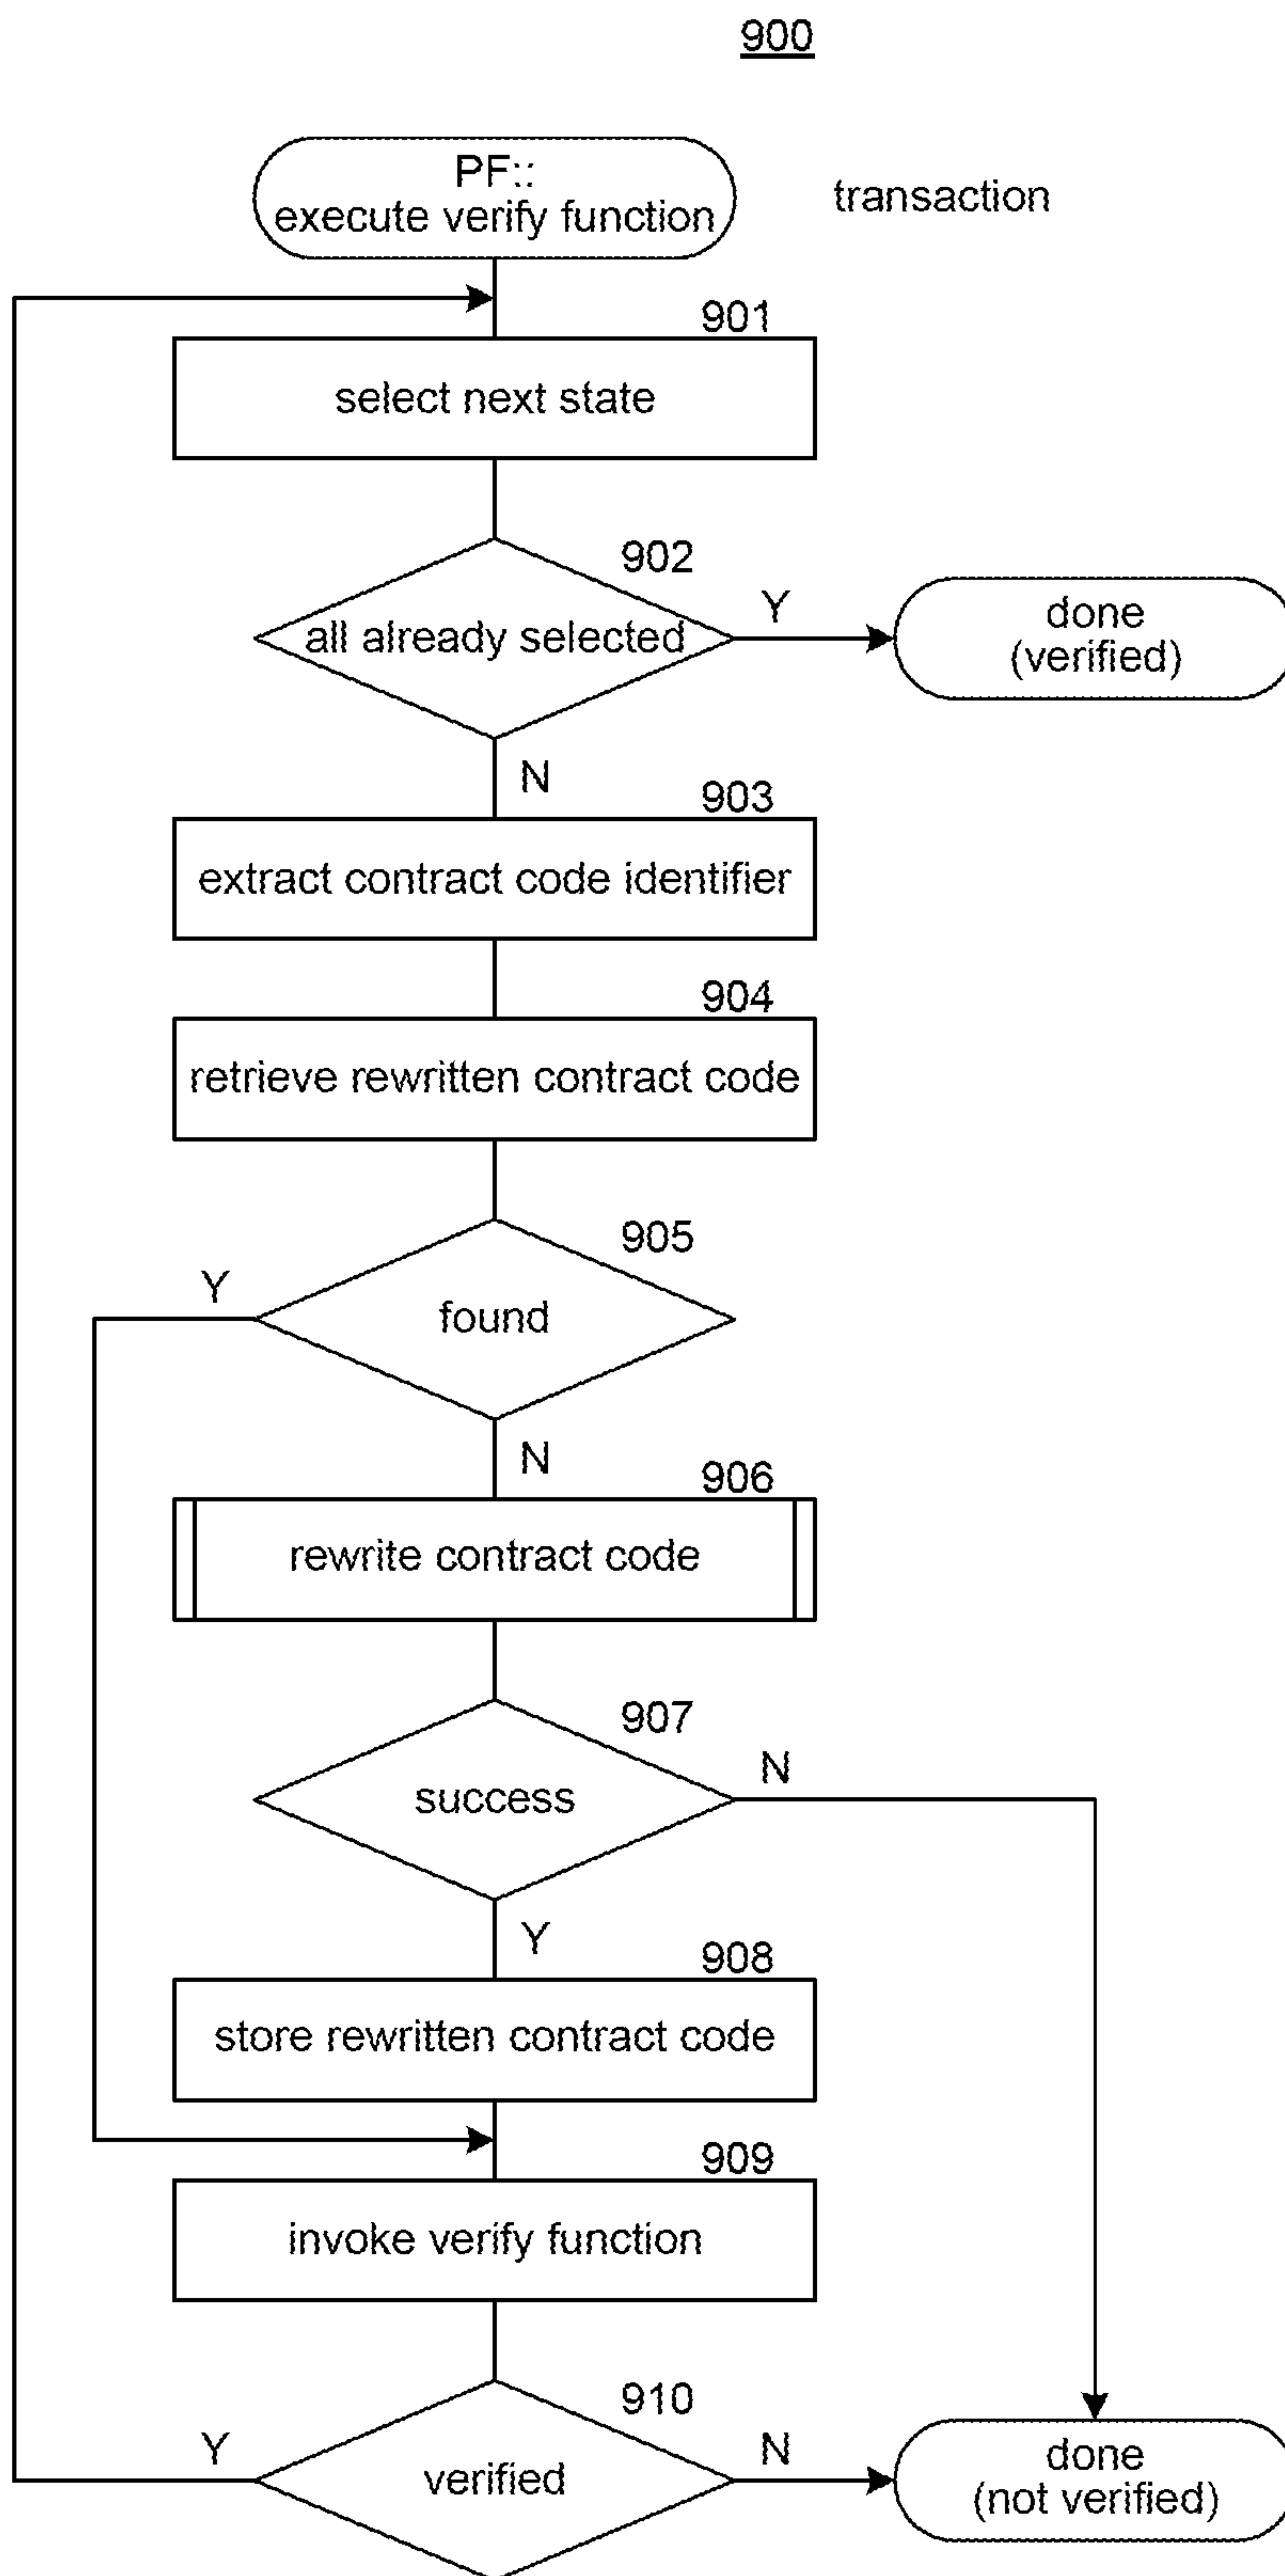 900
PF::
execute verify function
transaction
901
select next state
902
all already selected
Y
done
(verified)
N
903
extract contract code identifier
904
retrieve rewritten contract code
905
Y
found
N
906
rewrite contract code
907
N
success
Y
908
store rewritten contract code
909
invoke verify function
910
Y
verified
N
done
(not verified)